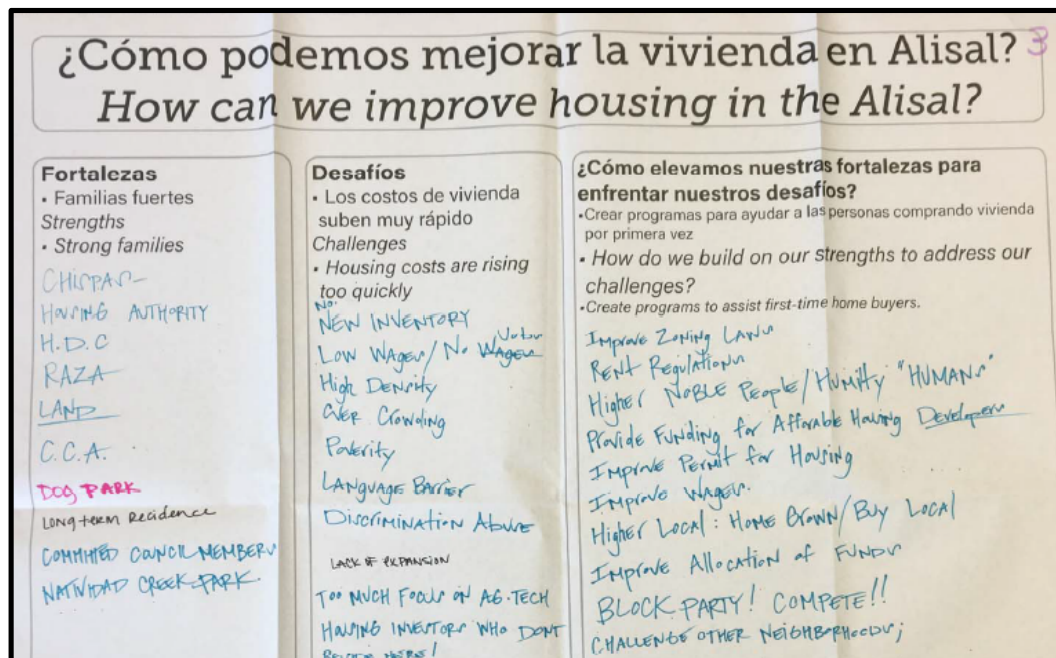 ¿Cómo podemos mejorar la vivienda en Alisal? 3
How can we improve housing in the Alisal?
Fortalezas
• Familias fuertes
Strengths
• Strong families
CHISPAS-
HOUSING AUTHORITY
H.D.C
RAZA
LAND
C.C.A.
DOG PARK
LONG TERM RECIDENCE
COMMITED COUNCIL MEMBERS
NATIVIDAD CREEK PARK.
Desafíos
• Los costos de vivienda
suben muy rápido
Challenges
• Housing costs are rising
too quickly
No.
NEW INVENTORY
Low Wages/ No Wages
High Density
Over Crowding
Poverity
Language Barrier
Discrimination Abuse
LACK OF EXPANSION
TOO MUCH FOCUS ON AG-TECH
HOUSING INVESTORS WHO DONT
¿Cómo elevamos nuestras fortalezas para
enfrentar nuestros desafíos?
•Crear programas para ayudar a las personas comprando vivienda
por primera vez
• How do we build on our strengths to address our
challenges?
•Create programs to assist first-time home buyers.
Improve Zoning Laws
Rent Regulations
Higher Noble People/Humilty "HUMANS"
Provide Funding for Afforable Housing Developers
Improve Permit for Housing
Improve Wages.
Higher Local: Home Grown/Buy Local
Improve Allocation of Funds
BLOCK PARTY! COMPETE!!
CHALLENGE OTHER NEIGHBORHOODS;